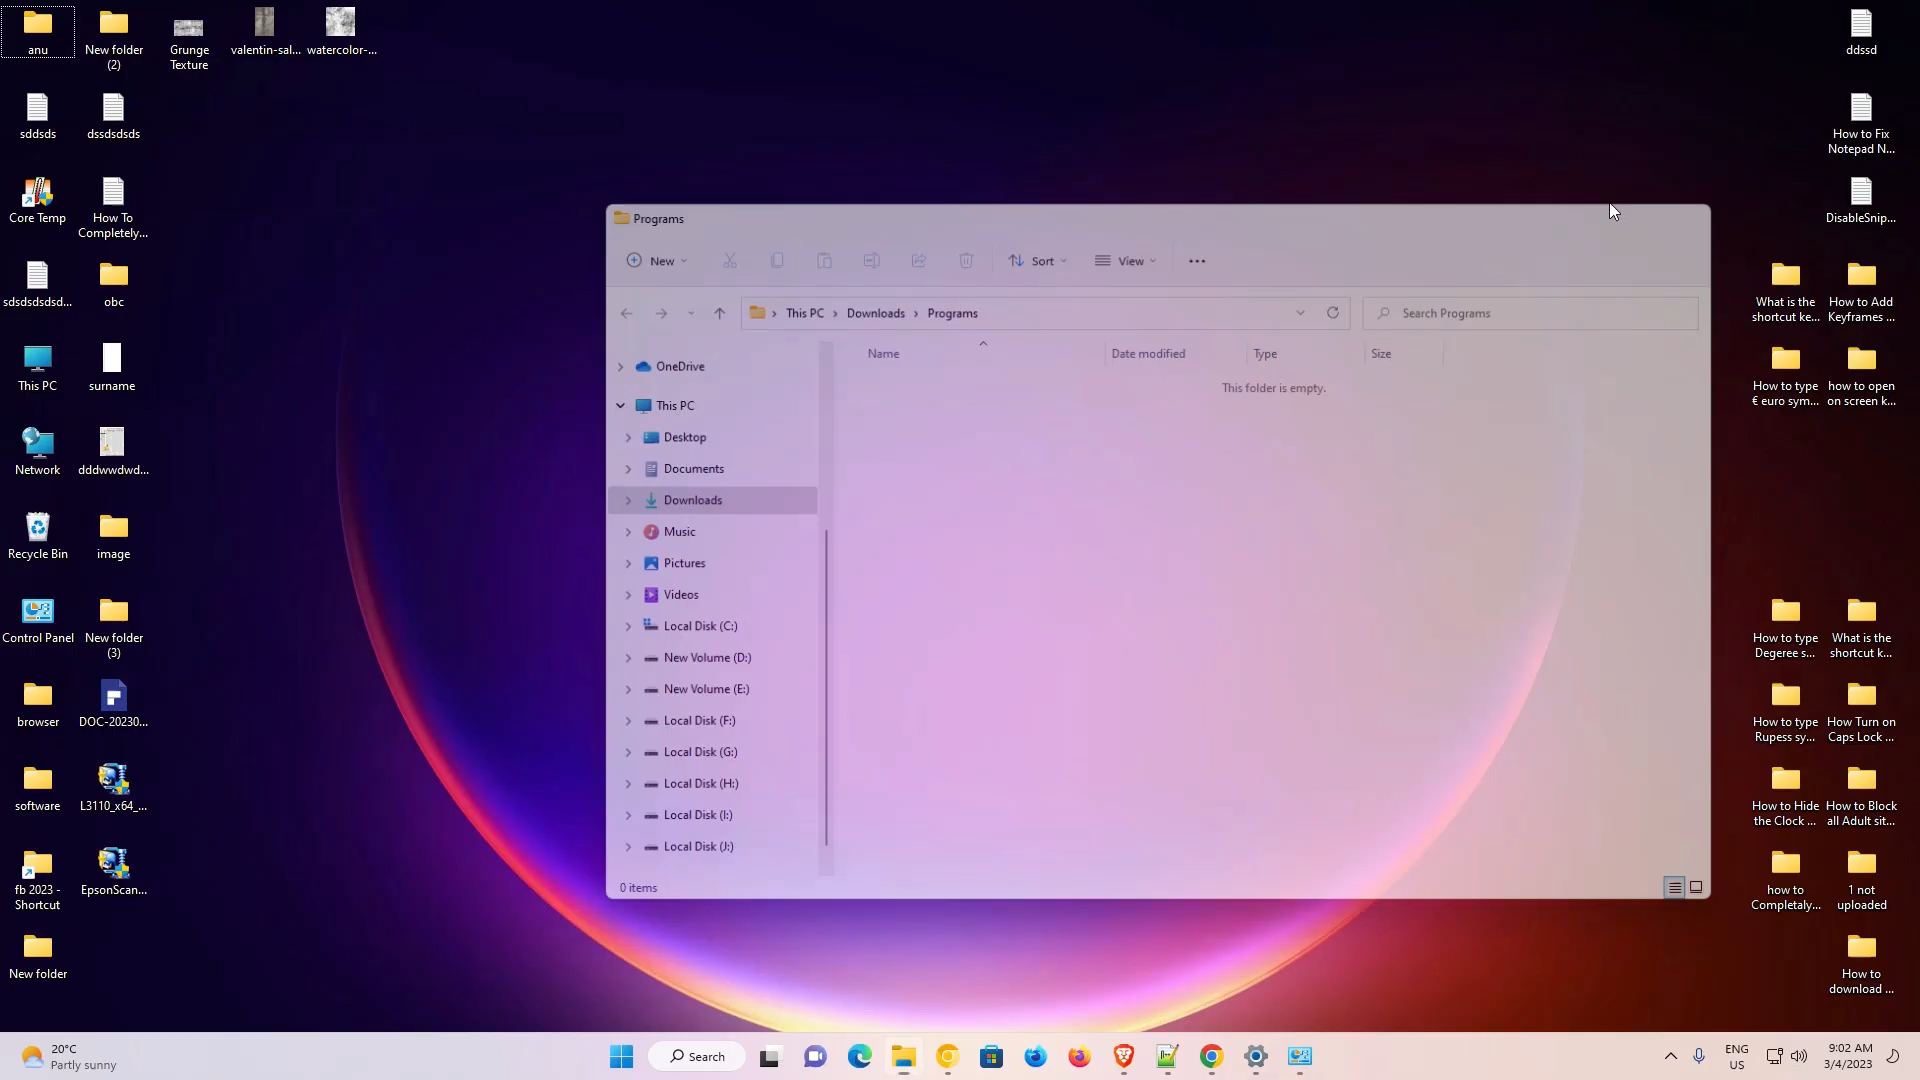 anu
New folder
(2)
Grunge
Texture
valentin-sal...
watercolor-...
sddsds
dssdsdsds
Core Temp
How To
Completely...
sdsdsdsdsd...
obc
This PC
surname
Network
dddwwdwd...
Recycle Bin
image
Control Panel
New folder
(3)
browser
DOC-20230...
software
L3110_x64_...
fb 2023 -
Shortcut
EpsonScan...
New folder
Programs
New
Sort
View
This PC
Downloads
Programs
Search Programs
Name
Date modified
Type
Size
This folder is empty.
OneDrive
This PC
Desktop
Documents
Downloads
Music
Pictures
Videos
Local Disk (C:)
New Volume (D:)
New Volume (E:)
Local Disk (F:)
Local Disk (G:)
Local Disk (H:)
Local Disk (I:)
Local Disk (J:)
0 items
ddssd
How to Fix
Notepad N...
DisableSnip...
What is the
shortcut ke...
How to Add
Keyframes ...
How to type
€ euro sym...
how to open
on screen k...
How to type
Degeree s...
What is the
shortcut k...
How to type
Rupess sy...
How Turn on
Caps Lock ...
How to Hide
the Clock ...
How to Block
all Adult sit...
how to
Completaly...
1 not
uploaded
How to
download ...
20°C
Partly sunny
Search
ENG
US
9:02 AM
3/4/2023